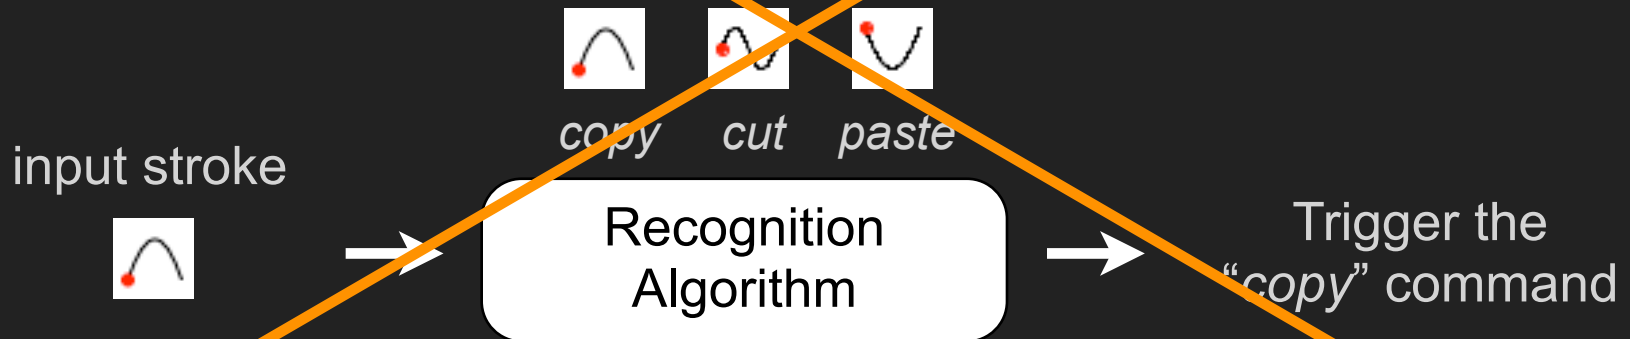 copy cut paste
input stroke
Recognition
Algorithm
Trigger the
“copy” command